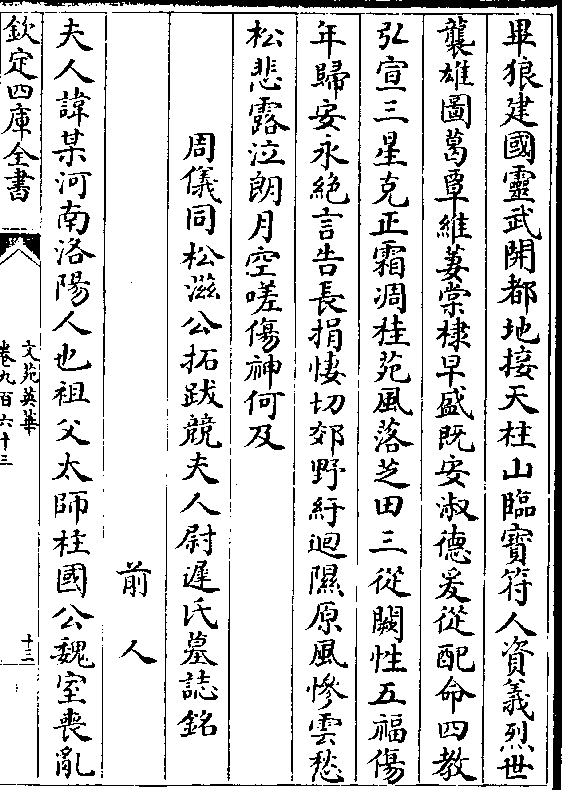 畢狼建國靈武開都地接天柱山臨寶符人資義烈世
襲雄圖葛覃維萋棠棣早盛既安淑德爰從配命四教
弘宣三星克正霜凋桂苑風落芝田三從闕性五福傷
年歸安永絶言告長捐悽切郊野紆迴隰原風慘雲愁
松悲露泣朗月空嗟傷神何及
周儀同松滋公拓跋競夫人尉遲氏墓誌銘
前人
夫人諱某河南洛陽人也祖父太師柱國公魏室喪亂
欽定四庫全書
文苑英華
卷九百六十三
十三